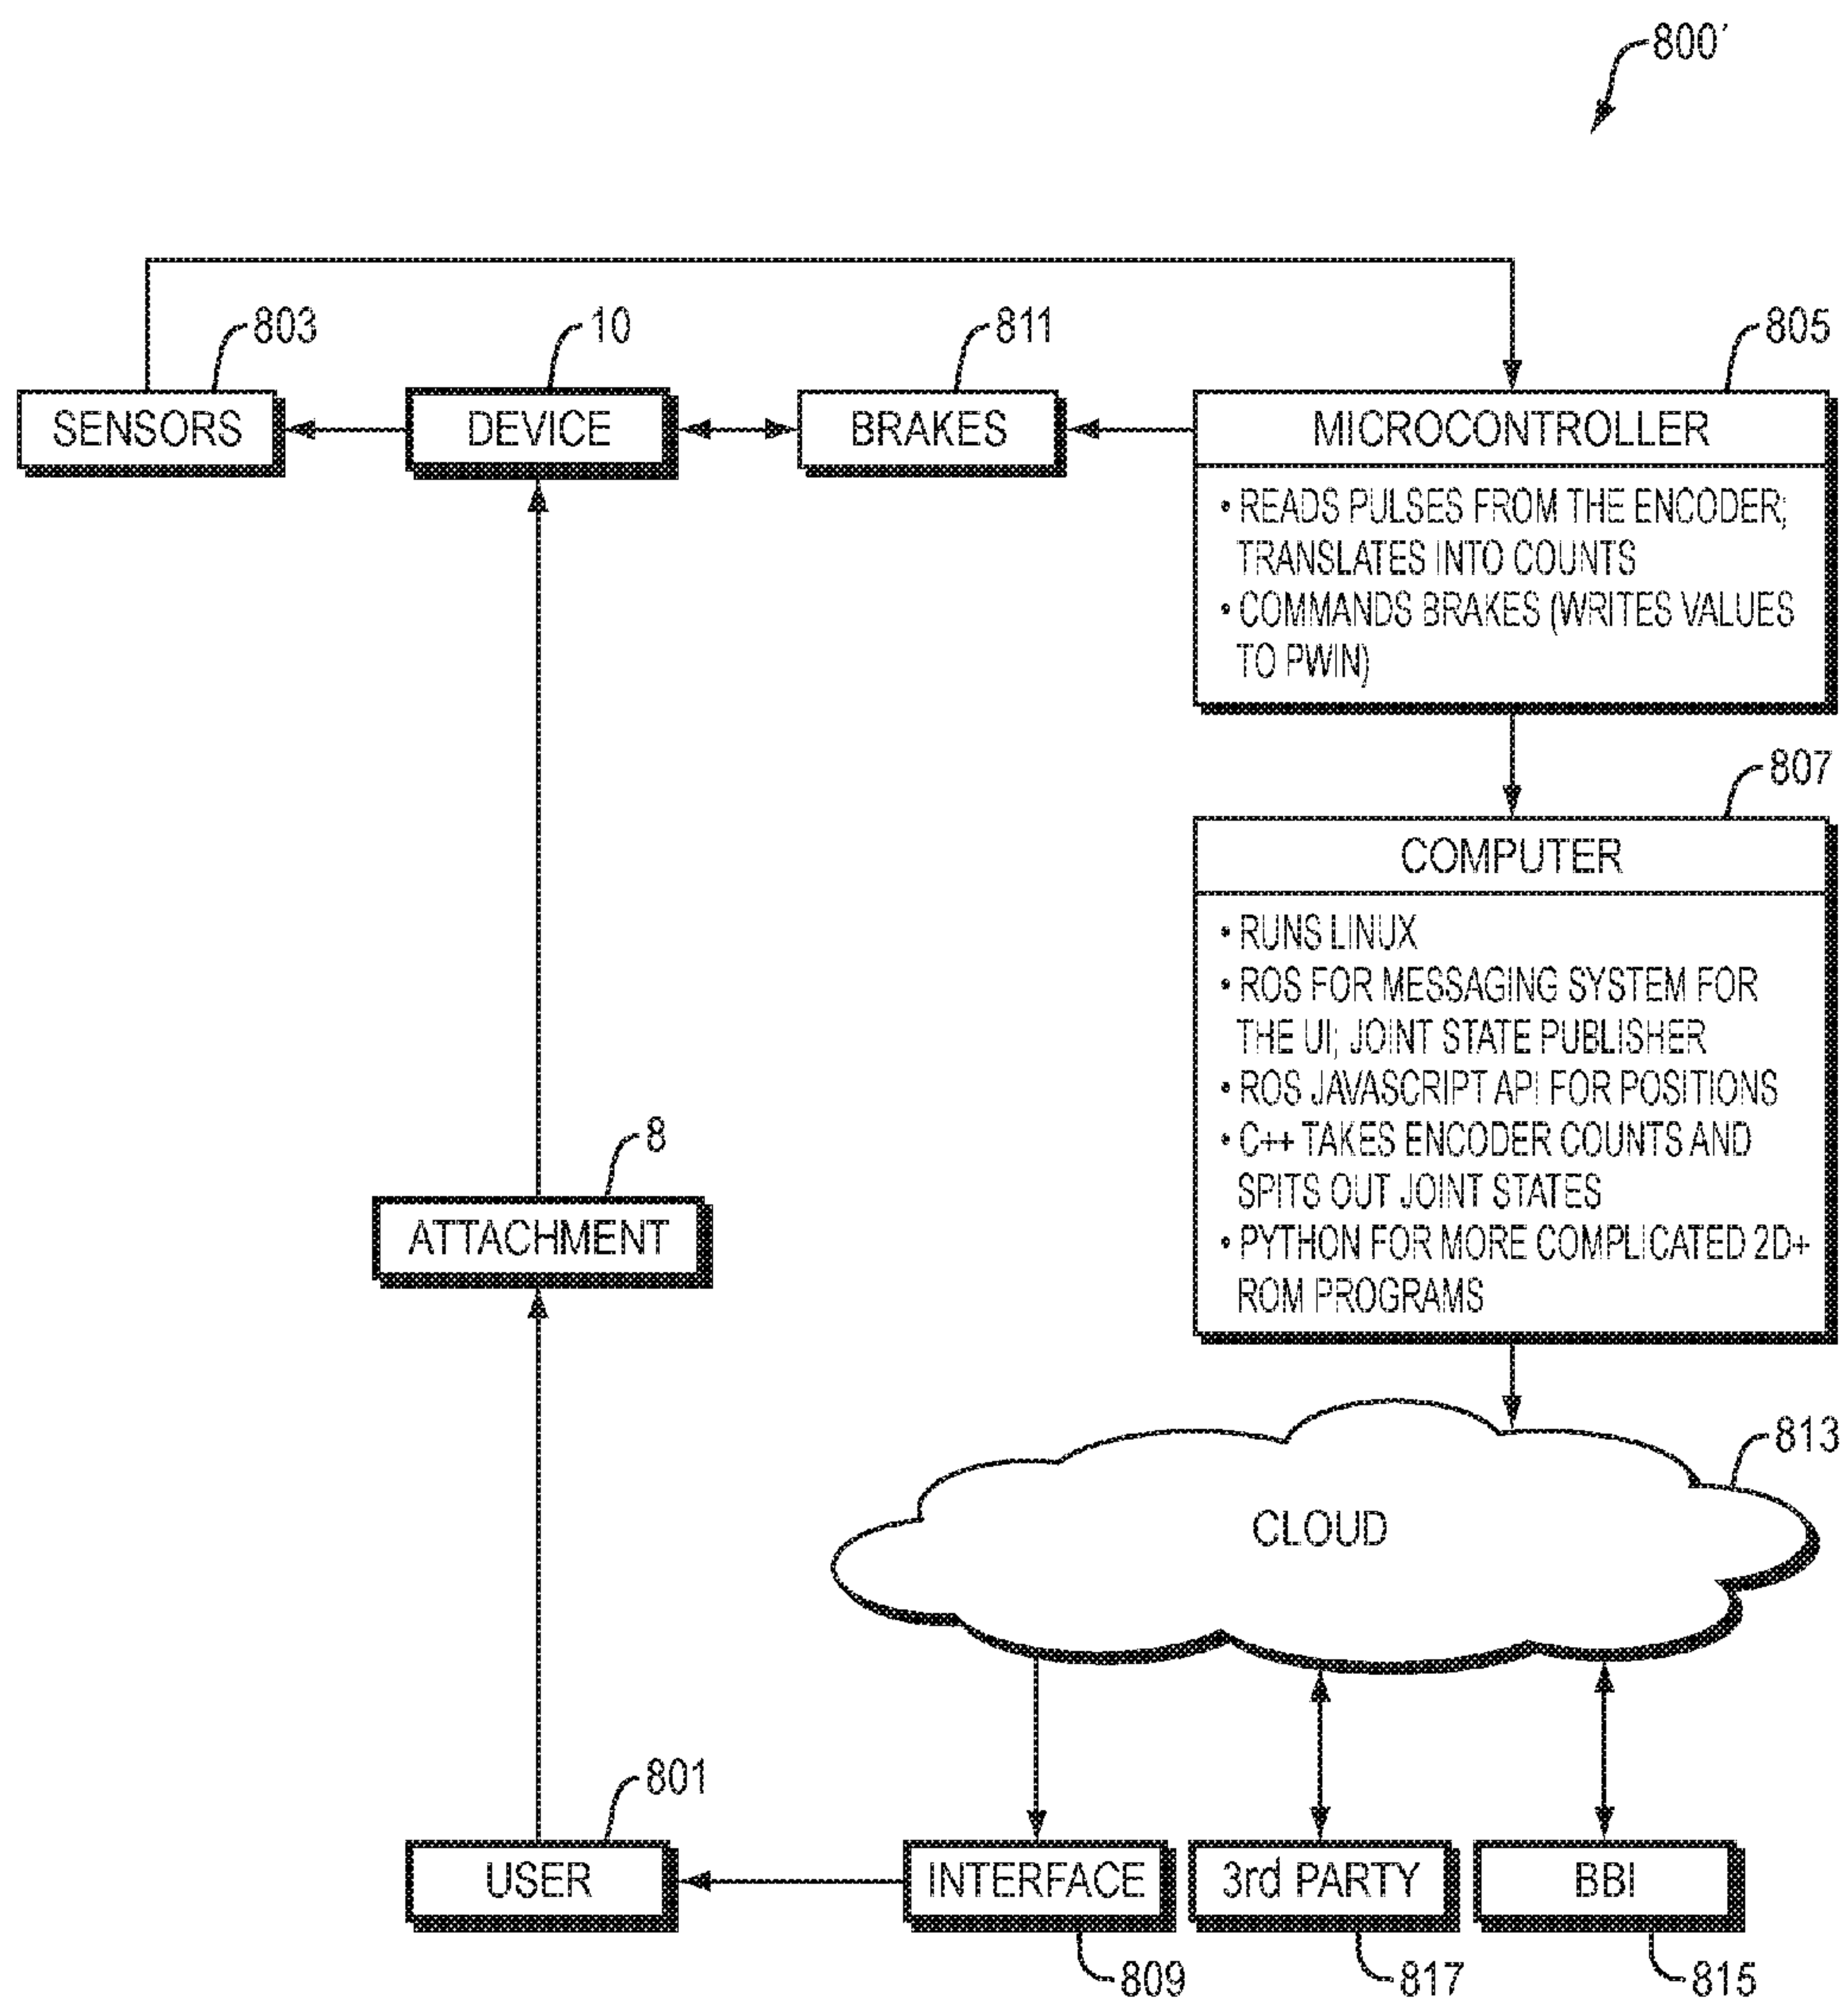 800'
803
10
811
805
SENSORS
DEVICE
BRAKES
MICROCONTROLLER
• READS PULSES FROM THE ENCODER;
TRANSLATES INTO COUNTS
• COMMANDS BRAKES (WRITES VALUES
TO PWIN)
807
COMPUTER
• RUNS LINUX
• ROS FOR MESSAGING SYSTEM FOR
THE UI; JOINT STATE PUBLISHER
• ROS JAVASCRIPT API FOR POSITIONS
• C++ TAKES ENCODER COUNTS AND
SPITS OUT JOINT STATES
• PYTHON FOR MORE COMPLICATED 2D+
ROM PROGRAMS
8
ATTACHMENT
813
CLOUD
801
USER
INTERFACE
3rd PARTY
BBI
809
817
815